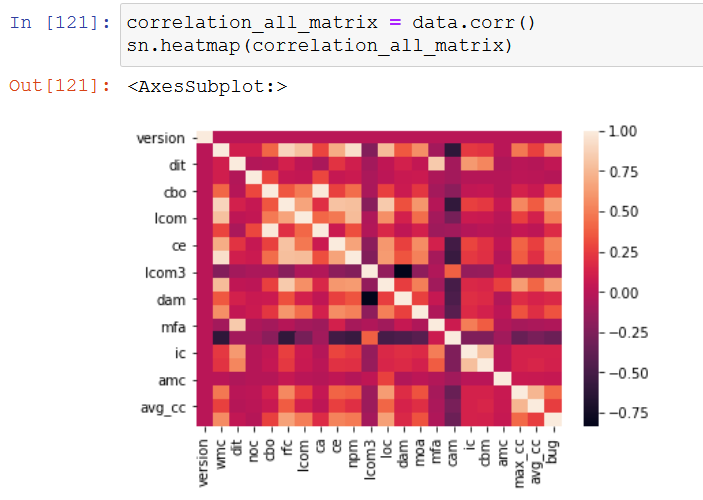 In [121]: correlation_all_matrix = data.corr()
sn.heatmap(correlation_all_matrix)
Out[121]: <AxesSubplot:>
version
dit
cbo
lcom
ce
lcom3
dam
mfa
ic
amc
avg_cc
1.00
0.75
0.50
0.25
0.00
−0.25
−0.50
−0.75
version
wmc
dit
noc
cbo
rfc
lcom
ca
ce
npm
lcom3
loc
dam
moa
mfa
cam
ic
cbm
amc
max_cc
avg_cc
bug